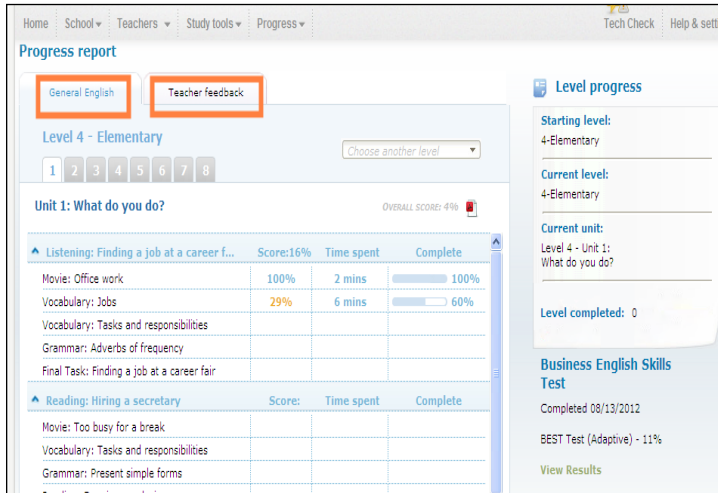 Home School Teachers Study tools Progress Tech Check Help &
Progress report
General English Teacher feedback
Level 4 - Elementary
Choose another level
1 2 3 4 5 6 7 8
Unit 1: What do you do? OVERALL SCORE: 4%
Listening: Finding a job at a career f... Score:16% Time spent Complete
Movie: Office work 100% 2 mins 100%
Vocabulary: Jobs 29% 6 mins 60%
Vocabulary: Tasks and responsibilities
Grammar: Adverbs of frequency
Final Task: Finding a job at a career fair
Reading: Hiring a secretary Score: Time spent Complete
Movie: Too busy for a break
Vocabulary: Tasks and responsibilities
Grammar: Present simple forms
Level progress
Starting level:
4-Elementary
Current level:
4-Elementary
Current unit:
Level 4 - Unit 1:
What do you do?
Level completed: 0
Business English Skills
Test
Completed 08/13/2012
BEST Test (Adaptive) - 11%
View Results